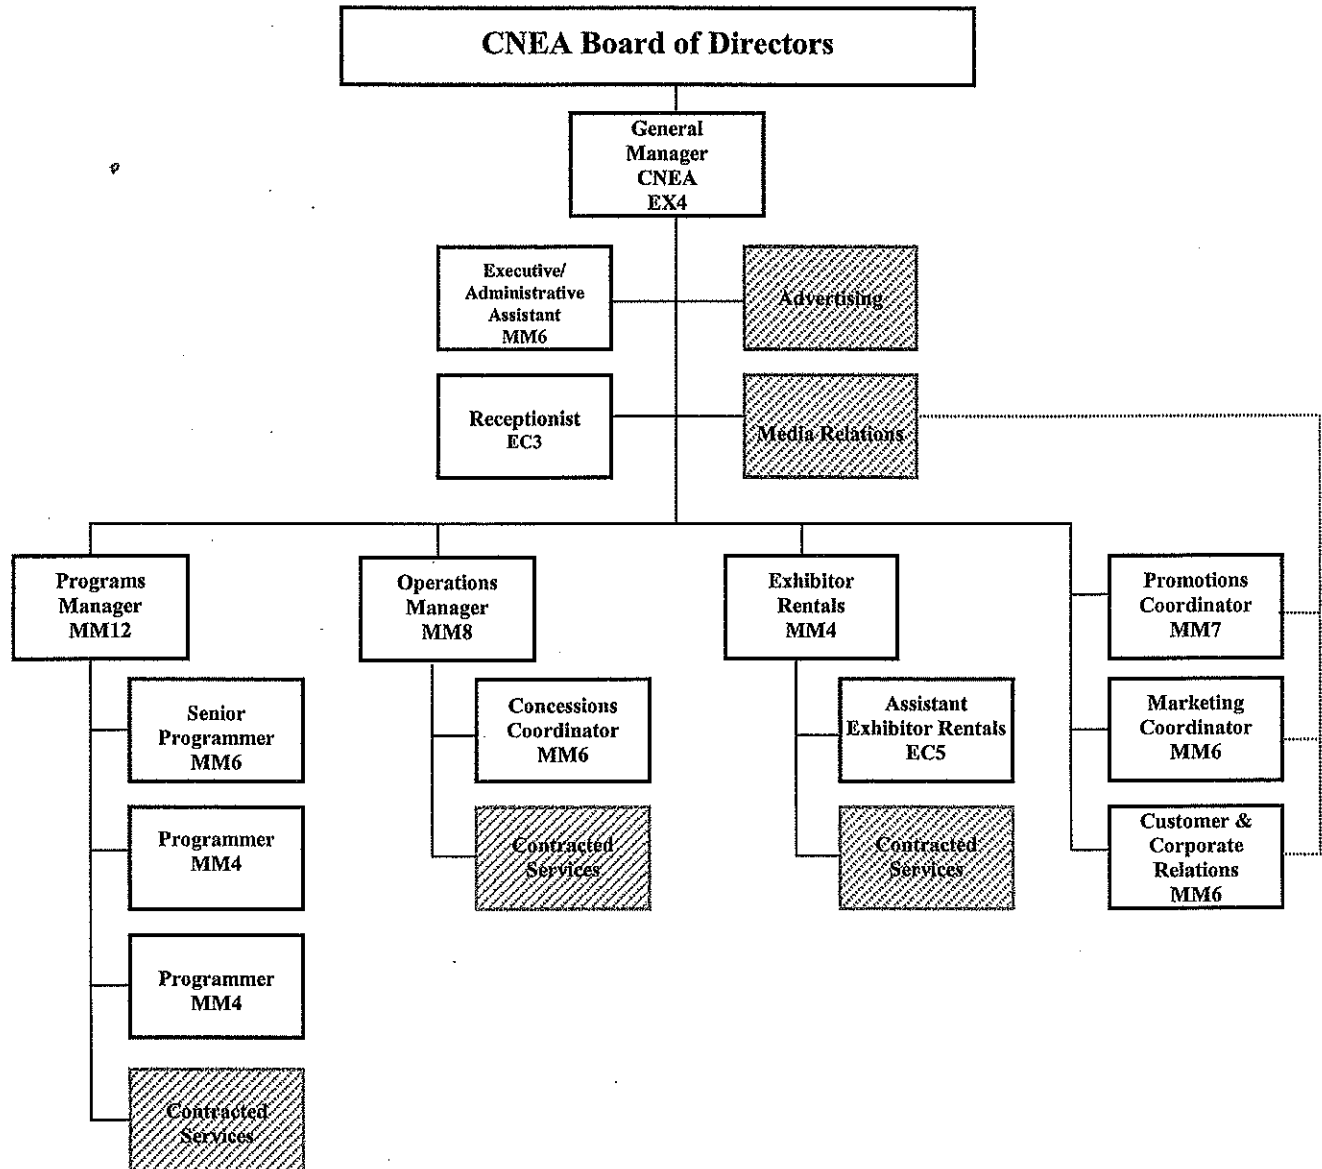 CNEA Board of Directors
General
Manager
CNEA
EX4
Executive/
Administrative
Assistant
MM6
Advertising
Receptionist
EC3
Media Relations
Programs
Manager
MM12
Operations
Manager
MM8
Exhibitor
Rentals
MM4
Promotions
Coordinator
MM7
Senior
Programmer
MM6
Concessions
Coordinator
MM6
Assistant
Exhibitor Rentals
EC5
Marketing
Coordinator
MM6
Programmer
MM4
Contracted
Services
Contracted
Services
Customer &
Corporate
Relations
MM6
Programmer
MM4
Contracted
Services